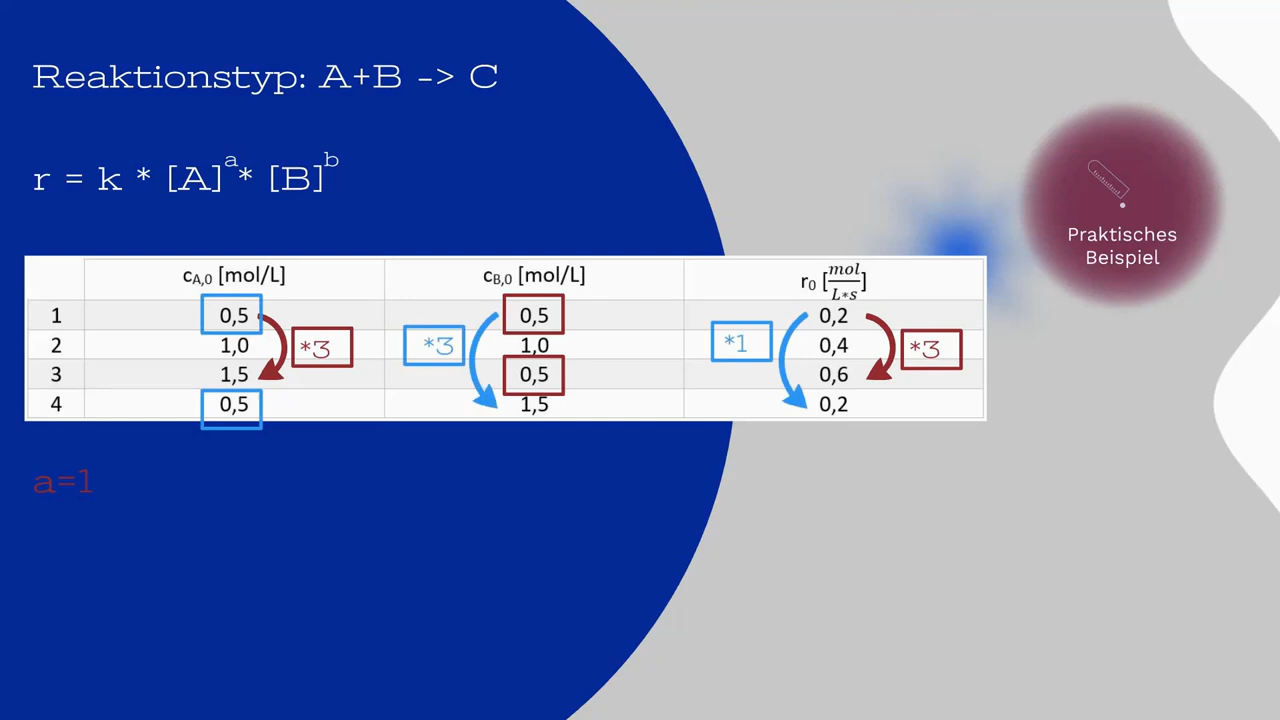 Reaktionstyp: A+B -> C
r = k * [A]ᵃ* [B]ᵇ
Praktisches
Beispiel
c_A,0 [mol/L] c_B,0 [mol/L] r₀ [mol/L*s]
1 0,5 0,5 0,2
2 1,0 1,0 0,4
*3 *3 *1 *3
3 1,5 0,5 0,6
4 0,5 1,5 0,2
a=1